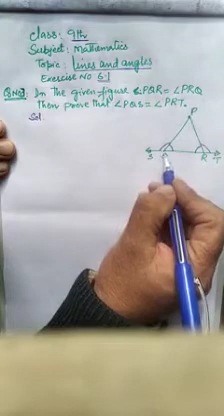 Class: 9th
Subject: Mathematics
Topic: Lines and angles
Exercise No 6.1
Q.No3: In the given figure ∠PQR = ∠PRQ
then prove that ∠PQS = ∠PRT.
Sol:
P
S R T